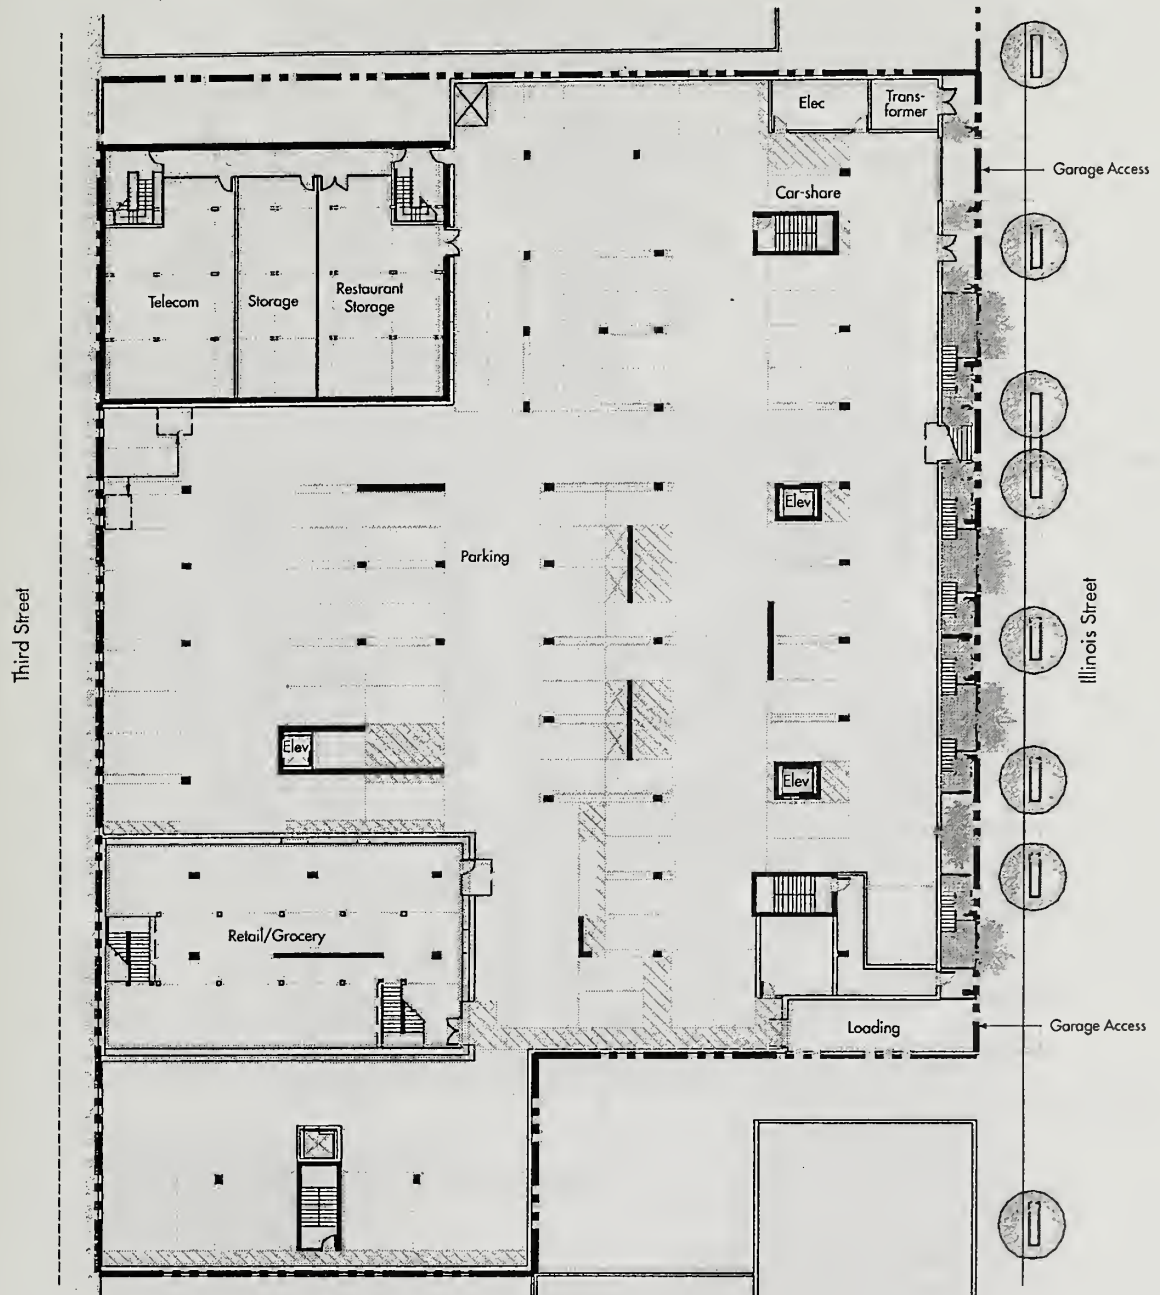 Elec
Trans-
former
Garage Access
Car-share
Telecom
Storage
Restaurant
Storage
Elev
Parking
Third Street
Illinois Street
Elev
Elev
Retail/Grocery
Loading
Garage Access